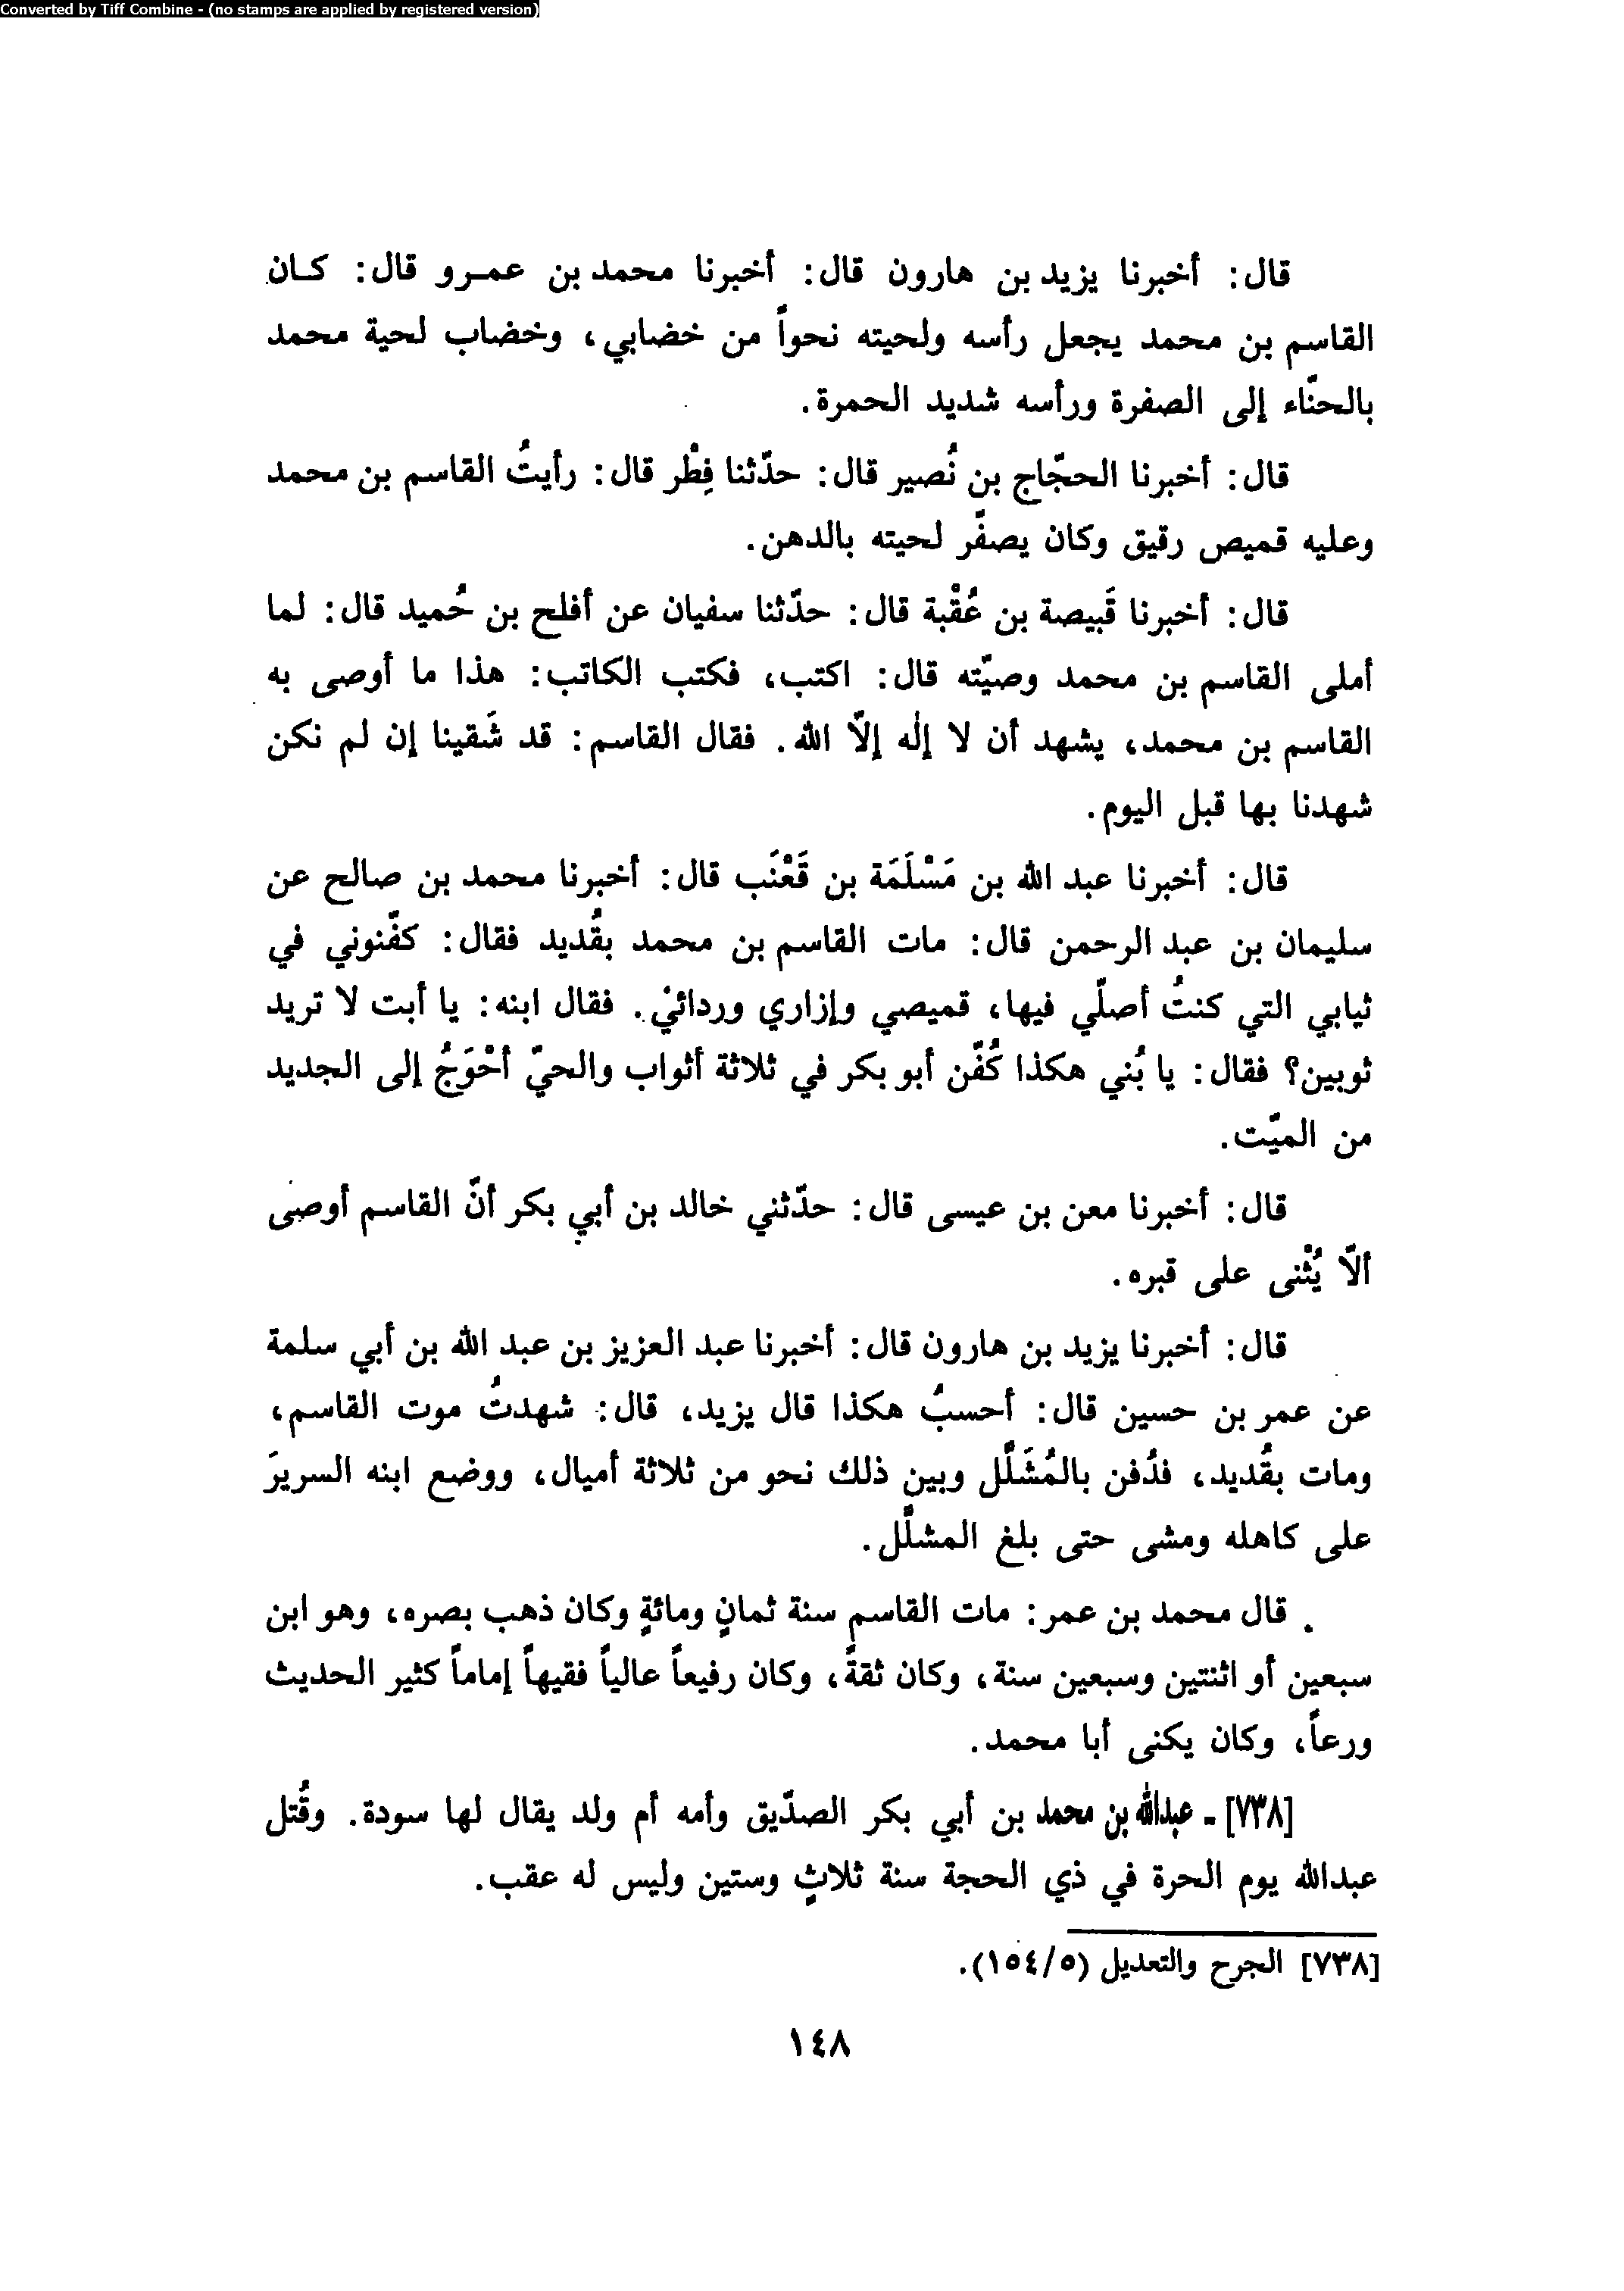 Converted by Tiff Combine - (no stamps are applied by registered version)
قال: أخبرنا يزيد بن هارون قال: أخبرنا محمد بن عمـرو قال: كـان
القاسم بن محمد يجعل رأسه ولحيته نحواً من خضابي، وخضاب لحية محمد
بالحنّاء إلى الصفرة ورأسه شديد الحمرة.
قال: أخبرنا الحجّاج بن نُصير قال: حدّثنا فِطْر قال: رأيتُ القاسم بن محمد
وعليه قميص رقيق وكان يصفّر لحيته بالدهن.
قال: أخبرنا قَبيصة بن عُقْبة قال: حدّثنا سفيان عن أفلح بن حُميد قال: لما
أملى القاسم بن محمد وصيّته قال: اكتب، فكتب الكاتب: هذا ما أوصى به
القاسم بن محمد، يشهد أن لا إلٰه إلاّ الله. فقال القاسم: قد شَقينا إن لم نكن
شهدنا بها قبل اليوم.
قال: أخبرنا عبد الله بن مَسْلَمَة بن قَعْنَب قال: أخبرنا محمد بن صالح عن
سليمان بن عبد الرحمن قال: مات القاسم بن محمد بقُديد فقال: كفّنوني في
ثيابي التي كنتُ أصلّي فيها، قميصي وإزاري وردائيْ. فقال ابنه: يا أبت لا تريد
ثوبين؟ فقال: يا بُني هكذا كُفّن أبو بكر في ثلاثة أثواب والحيّ أحْوَجُ إلى الجديد
من الميّت.
قال: أخبرنا معن بن عيسى قال: حدّثني خالد بن أبي بكر أنّ القاسم أوصى
ألاّ يُثْنى على قبره.
قال: أخبرنا يزيد بن هارون قال: أخبرنا عبد العزيز بن عبد الله بن أبي سلمة
عن عمر بن حسين قال: أحسبُ هكذا قال يزيد، قال: شهدتُ موت القاسم،
ومات بقُديد، فدُفن بالمُشَلَّل وبين ذلك نحو من ثلاثة أميال، ووضع ابنه السريرَ
على كاهله ومشى حتى بلغ المشلّل.
قال محمد بن عمر: مات القاسم سنة ثمانٍ ومائةٍ وكان ذهب بصره، وهو ابن
سبعين أو اثنتين وسبعين سنة، وكان ثقةً، وكان رفيعاً عالياً فقيهاً إماماً كثير الحديث
ورعاً، وكان يكنى أبا محمد.
[٧٣٨] ـ عبدالله بن محمد بن أبي بكر الصدّيق وأمه أم ولد يقال لها سودة. وقُتل
عبدالله يوم الحرة في ذي الحجة سنة ثلاثٍ وستين وليس له عقب.
[٧٣٨] الجرح والتعديل (٥/١٥٤).
١٤٨